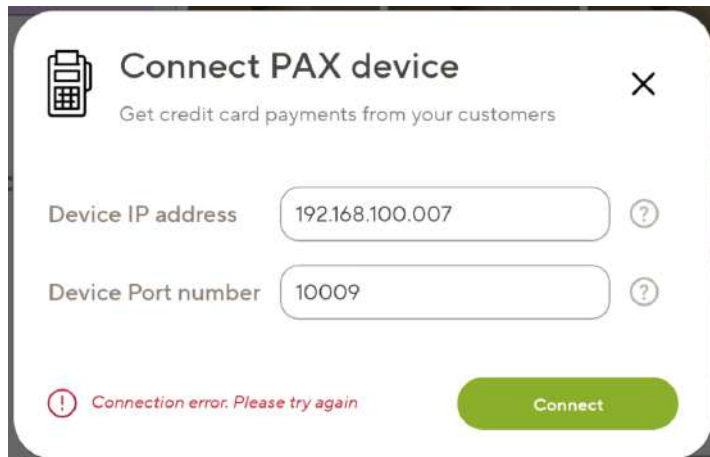 Connect PAX device
Get credit card payments from your customers
Device IP address 192.168.100.007 ?
Device Port number 10009 ?
! Connection error. Please try again
Connect